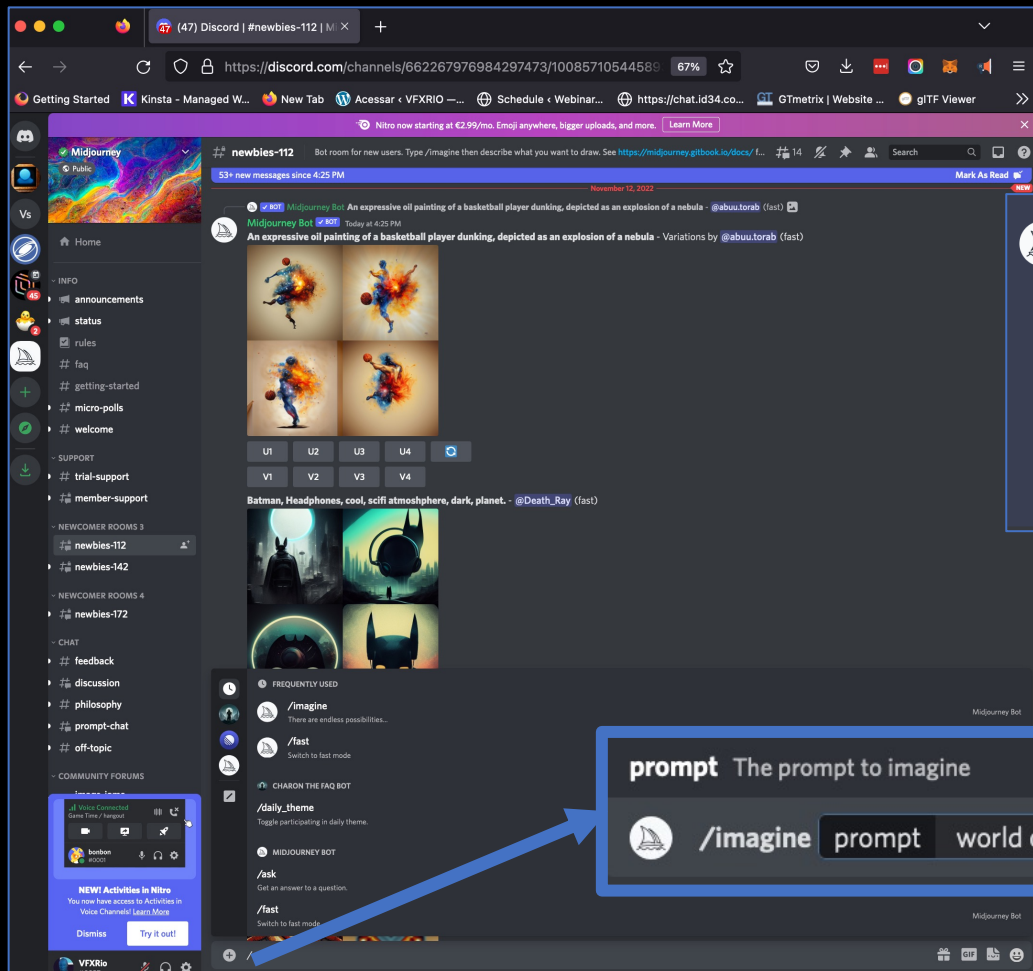 47
(47) Discord | #newbies-112 | Mi
https://discord.com/channels/662267976984297473/10085710544589
67%
Getting Started
Kinsta - Managed W...
New Tab
Acessar ‹ VFXRIO —...
Schedule ‹ Webinar...
https://chat.id34.co...
GTmetrix | Website ...
glTF Viewer
Nitro now starting at €2.99/mo. Emoji anywhere, bigger uploads, and more.
Learn More
Midjourney
Public
# newbies-112
Bot room for new users. Type /imagine then describe what you want to draw. See https://midjourney.gitbook.io/docs/ f...
14
Search
53+ new messages since 4:25 PM
Mark As Read
November 12, 2022
NEW
Vs
45
2
Home
INFO
announcements
status
rules
faq
getting-started
micro-polls
welcome
SUPPORT
trial-support
member-support
NEWCOMER ROOMS 3
newbies-112
newbies-142
NEWCOMER ROOMS 4
newbies-172
CHAT
feedback
discussion
philosophy
prompt-chat
off-topic
COMMUNITY FORUMS
Voice Connected
Game Time / hangout
bonbon
#0001
NEW! Activities in Nitro
You now have access to Activities in
Voice Channels! Learn More
Dismiss
Try it out!
VFXRio
BOT Midjourney Bot An expressive oil painting of a basketball player dunking, depicted as an explosion of a nebula - @abuu.torab (fast)
Midjourney Bot BOT Today at 4:25 PM
An expressive oil painting of a basketball player dunking, depicted as an explosion of a nebula - Variations by @abuu.torab (fast)
U1 U2 U3 U4
V1 V2 V3 V4
Batman, Headphones, cool, scifi atmoshphere, dark, planet. - @Death_Ray (fast)
FREQUENTLY USED
/imagine
There are endless possibilities...
Midjourney Bot
/fast
Switch to fast mode
CHARON THE FAQ BOT
/daily_theme
Toggle participating in daily theme.
MIDJOURNEY BOT
/ask
Get an answer to a question.
/fast
Switch to fast mode
Midjourney Bot
/
GIF
prompt The prompt to imagine
/imagine prompt world